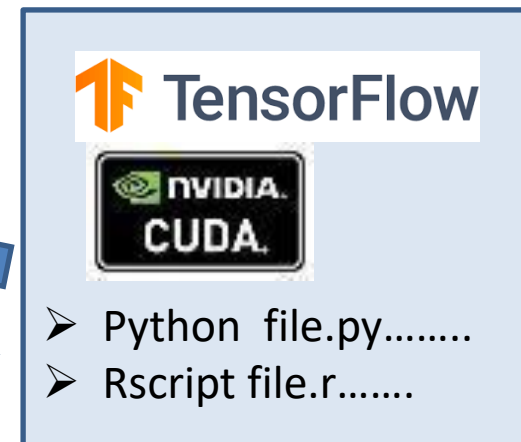 TensorFlow
NVIDIA.
CUDA.
➢ Python file.py........
➢ Rscript file.r.......